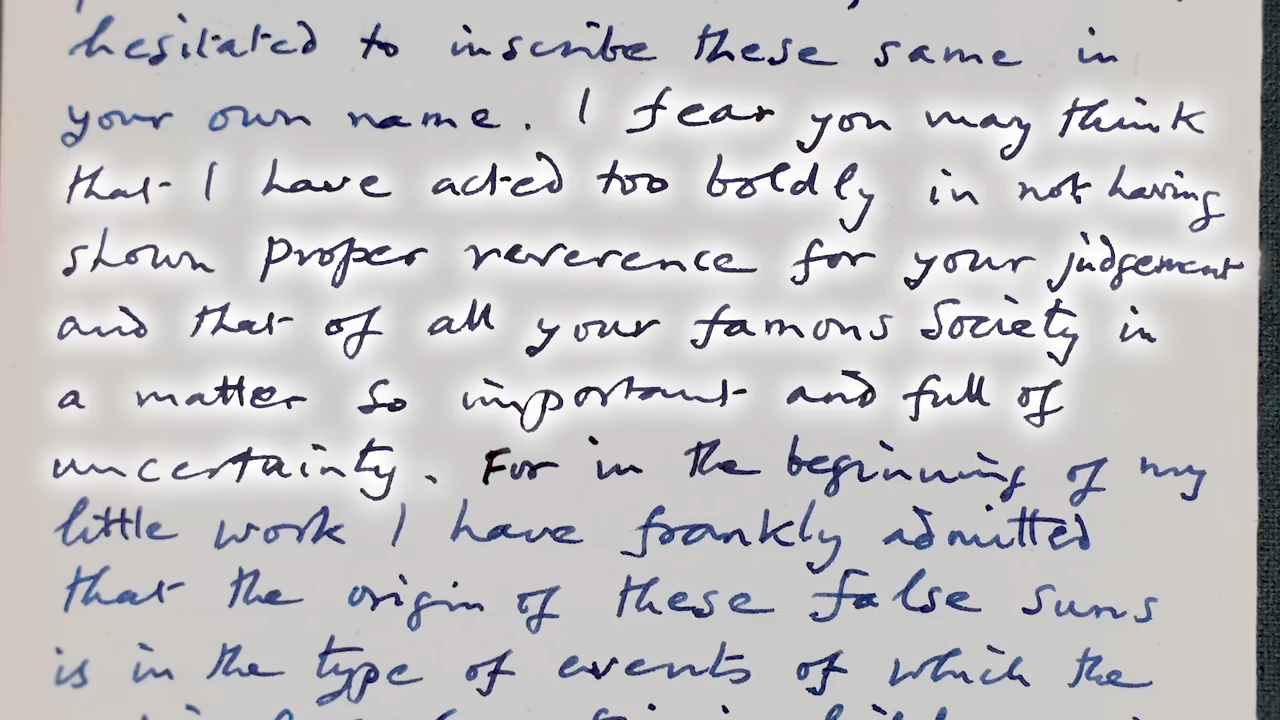 hesitated to inscribe these same in
your own name. I fear you may think
that I have acted too boldly in not having
shown proper reverence for your judgement
and that of all your famous Society in
a matter so important and full of
uncertainty. For in the beginning of my
little work I have frankly admitted
that the origin of these false suns
is in the type of events of which the